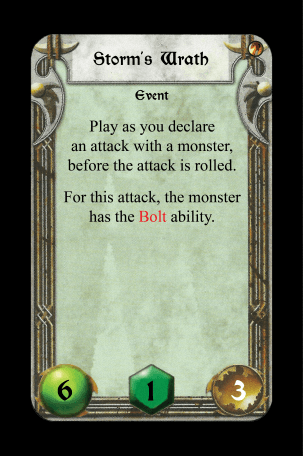 Storm's Wrath
Event
Play as you declare
an attack with a monster,
before the attack is rolled.
For this attack, the monster
has the Bolt ability.
6 1 3